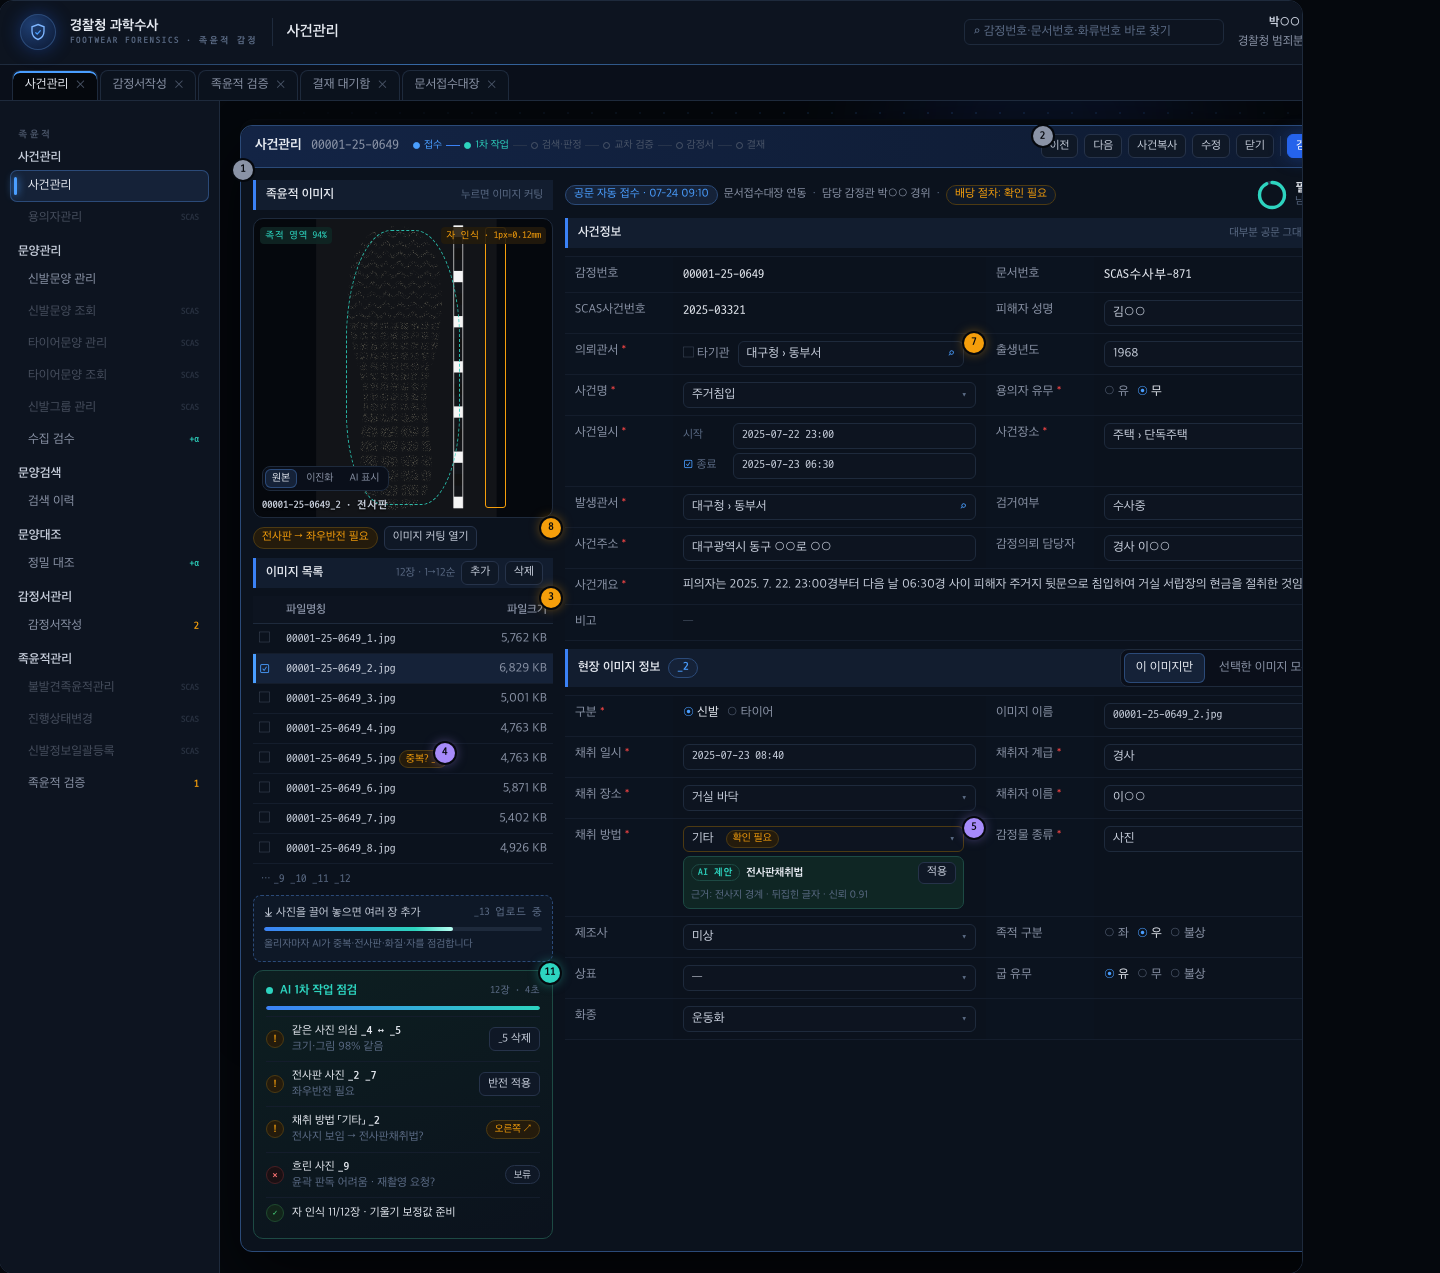 경찰청 과학수사
FOOTWEAR FORENSICS · 족윤적 감정
사건관리
감정번호·문서번호·화류번호 바로 찾기
박○○
경찰청 범죄분
사건관리 ×
감정서작성 ×
족윤적 검증 ×
결재 대기함 ×
문서접수대장 ×
족윤적
사건관리
사건관리
용의자관리 SCAS
문양관리
신발문양 관리
신발문양 조회 SCAS
타이어문양 관리 SCAS
타이어문양 조회 SCAS
신발그룹 관리 SCAS
수집 검수 +α
문양검색
검색 이력
문양대조
정밀 대조 +α
감정서관리
감정서작성 2
족윤적관리
불발견족윤적관리 SCAS
진행상태변경 SCAS
신발정보일괄등록 SCAS
족윤적 검증 1
사건관리 00001-25-0649 접수 1차 작업 검색·판정 교차 검증 감정서 결재
2
이전 다음 사건복사 수정 닫기
1
족윤적 이미지 누르면 이미지 커팅
족적 영역 94%
자 인식 · 1px=0.12mm
원본 이진화 AI 표시
00001-25-0649_2 · 전사판
전사판 → 좌우반전 필요 이미지 커팅 열기
8
이미지 목록 12장 · 1→12순 추가 삭제
3
파일명칭 파일크기
00001-25-0649_1.jpg 5,762 KB
00001-25-0649_2.jpg 6,829 KB
00001-25-0649_3.jpg 5,001 KB
00001-25-0649_4.jpg 4,763 KB
00001-25-0649_5.jpg 중복? 4 4,763 KB
00001-25-0649_6.jpg 5,871 KB
00001-25-0649_7.jpg 5,402 KB
00001-25-0649_8.jpg 4,926 KB
··· _9 _10 _11 _12
↓ 사진을 끌어 놓으면 여러 장 추가 _13 업로드 중
올리자마자 AI가 중복·전사판·화질·자를 점검합니다
11
AI 1차 작업 점검 12장 · 4초
! 같은 사진 의심 _4 ↔ _5
크기·그림 98% 같음
_5 삭제
! 전사판 사진 _2 _7
좌우반전 필요
반전 적용
! 채취 방법 「기타」 _2
전사지 보임 → 전사판채취법?
오른쪽 ↗
× 흐린 사진 _9
윤곽 판독 어려움 · 재촬영 요청?
보류
✓ 자 인식 11/12장 · 기울기 보정값 준비
공문 자동 접수 · 07-24 09:10 문서접수대장 연동 · 담당 감정관 박○○ 경위 · 배당 절차: 확인 필요
사건정보 대부분 공문 그대
감정번호 00001-25-0649 문서번호 SCAS수사부-871
SCAS사건번호 2025-03321 피해자 성명 김○○
의뢰관서 * 타기관 대구청 › 동부서 7 출생년도 1968
사건명 * 주거침입 용의자 유무 * 유 무
사건일시 * 시작 2025-07-22 23:00 사건장소 * 주택 › 단독주택
종료 2025-07-23 06:30
발생관서 * 대구청 › 동부서 검거여부 수사중
사건주소 * 대구광역시 동구 ○○로 ○○ 감정의뢰 담당자 경사 이○○
사건개요 * 피의자는 2025. 7. 22. 23:00경부터 다음 날 06:30경 사이 피해자 주거지 뒷문으로 침입하여 거실 서랍장의 현금을 절취한 것임
비고 —
현장 이미지 정보 _2 이 이미지만 선택한 이미지 모
구분 * 신발 타이어 이미지 이름 00001-25-0649_2.jpg
채취 일시 * 2025-07-23 08:40 채취자 계급 * 경사
채취 장소 * 거실 바닥 채취자 이름 * 이○○
채취 방법 * 기타 확인 필요 5 감정물 종류 * 사진
AI 제안 전사판채취법 적용
근거: 전사지 경계 · 뒤집힌 글자 · 신뢰 0.91
제조사 미상 족적 구분 좌 우 불상
상표 — 굽 유무 유 무 불상
화종 운동화